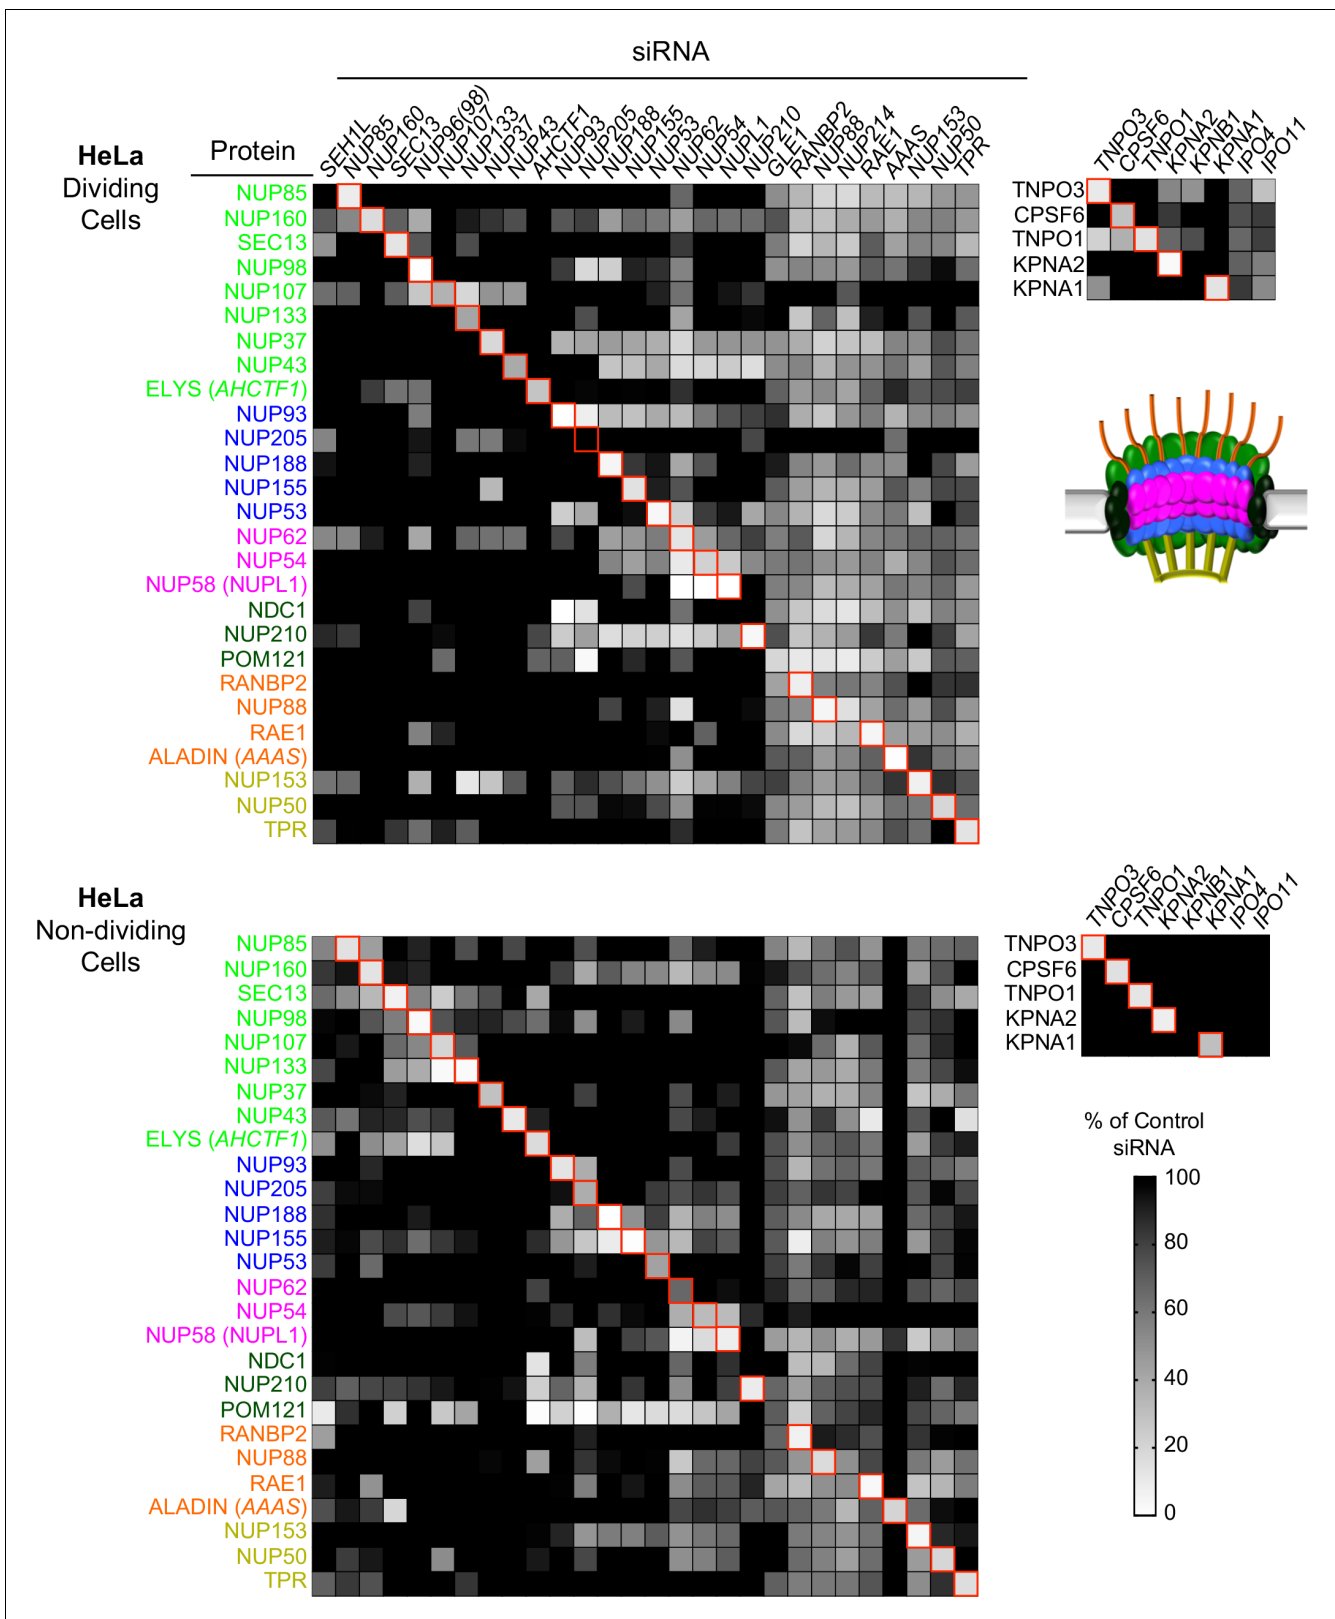 siRNA
HeLa
Dividing
Cells
Protein
SEH1L
NUP85
NUP160
SEC13
NUP96(98)
NUP107
NUP133
NUP37
NUP43
AHCTF1
NUP93
NUP205
NUP188
NUP155
NUP53
NUP62
NUP54
NUPL1
NUP210
GLE1
RANBP2
NUP88
NUP214
RAE1
AAAS
NUP153
NUP50
TPR
NUP85
NUP160
SEC13
NUP98
NUP107
NUP133
NUP37
NUP43
ELYS (AHCTF1)
NUP93
NUP205
NUP188
NUP155
NUP53
NUP62
NUP54
NUP58 (NUPL1)
NDC1
NUP210
POM121
RANBP2
NUP88
RAE1
ALADIN (AAAS)
NUP153
NUP50
TPR
TNPO3
CPSF6
TNPO1
KPNA2
KPNB1
KPNA1
IPO4
IPO11
TNPO3
CPSF6
TNPO1
KPNA2
KPNA1
HeLa
Non-dividing
Cells
NUP85
NUP160
SEC13
NUP98
NUP107
NUP133
NUP37
NUP43
ELYS (AHCTF1)
NUP93
NUP205
NUP188
NUP155
NUP53
NUP62
NUP54
NUP58 (NUPL1)
NDC1
NUP210
POM121
RANBP2
NUP88
RAE1
ALADIN (AAAS)
NUP153
NUP50
TPR
TNPO3
CPSF6
TNPO1
KPNA2
KPNB1
KPNA1
IPO4
IPO11
TNPO3
CPSF6
TNPO1
KPNA2
KPNA1
% of Control
siRNA
100
80
60
40
20
0